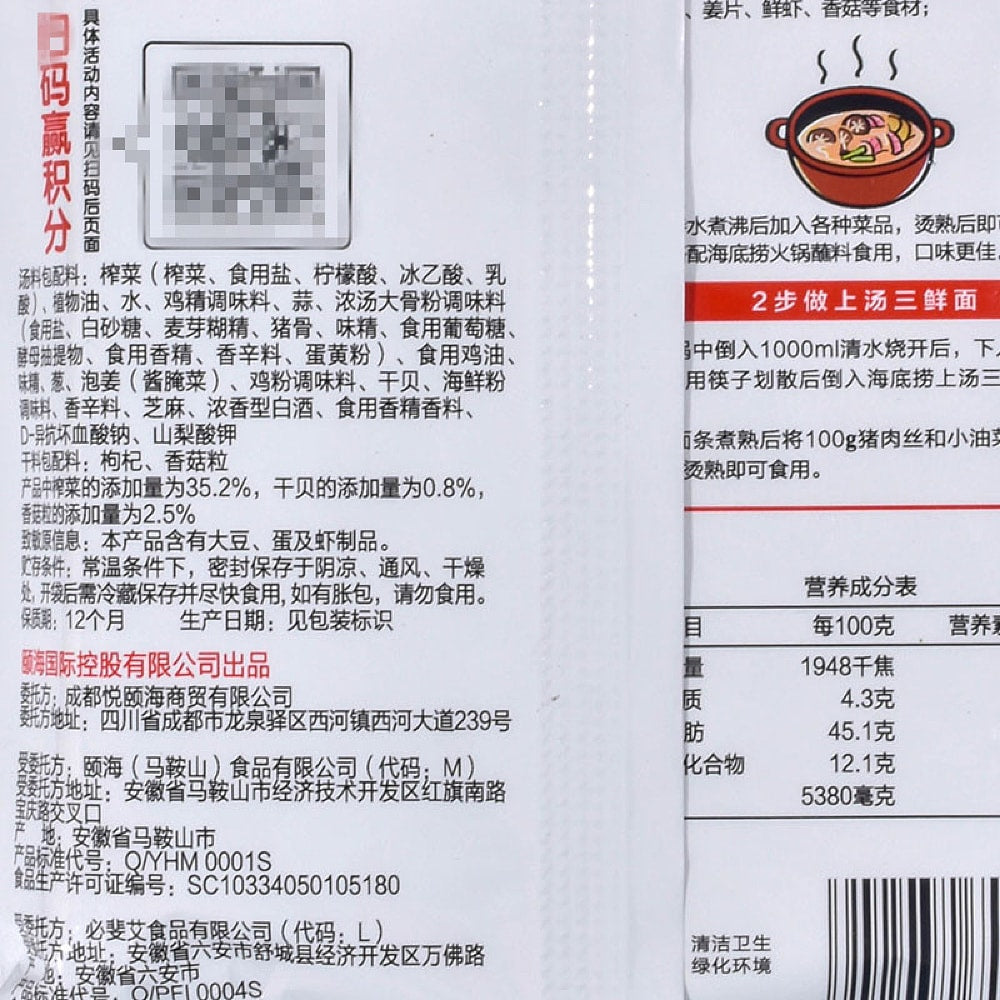 扫码赢积分
具体活动内容请见扫码后页面
汤料包配料：榨菜（榨菜、食用盐、柠檬酸、冰乙酸、乳
酸）、植物油、水、鸡精调味料、蒜、浓汤大骨粉调味料
（食用盐、白砂糖、麦芽糊精、猪骨、味精、食用葡萄糖、
酵母抽提物、食用香精、香辛料、蛋黄粉）、食用鸡油、
味精、葱、泡姜（酱腌菜）、鸡粉调味料、干贝、海鲜粉
调味料、香辛料、芝麻、浓香型白酒、食用香精香料、
D-异抗坏血酸钠、山梨酸钾
干料包配料：枸杞、香菇粒
产品中榨菜的添加量为35.2%，干贝的添加量为0.8%，
香菇粒的添加量为2.5%
致敏原信息：本产品含有大豆、蛋及虾制品。
贮存条件：常温条件下，密封保存于阴凉、通风、干燥
处，开袋后需冷藏保存并尽快食用，如有胀包，请勿食用。
保质期：12个月 生产日期：见包装标识
颐海国际控股有限公司出品
委托方：成都悦颐海商贸有限公司
委托方地址：四川省成都市龙泉驿区西河镇西河大道239号
受委托方：颐海（马鞍山）食品有限公司（代码：M）
受委托方地址：安徽省马鞍山市经济技术开发区红旗南路
宝庆路交叉口
产 地：安徽省马鞍山市
产品标准代号：Q/YHM 0001S
食品生产许可证编号：SC10334050105180
受委托方：必斐艾食品有限公司（代码：L）
受委托方地址：安徽省六安市舒城县经济开发区万佛路
产 地：安徽省六安市
产品标准代号：Q/PFL0004S
、姜片、鲜虾、香菇等食材；
水煮沸后加入各种菜品，烫熟后即可
配海底捞火锅蘸料食用，口味更佳。
2步做上汤三鲜面
中倒入1000ml清水烧开后，下
用筷子划散后倒入海底捞上汤三
面条煮熟后将100g猪肉丝和小油菜
烫熟即可食用。
营养成分表
目 每100克 营养素
量 1948千焦
质 4.3克
肪 45.1克
化合物 12.1克
5380毫克
清洁卫生
绿化环境